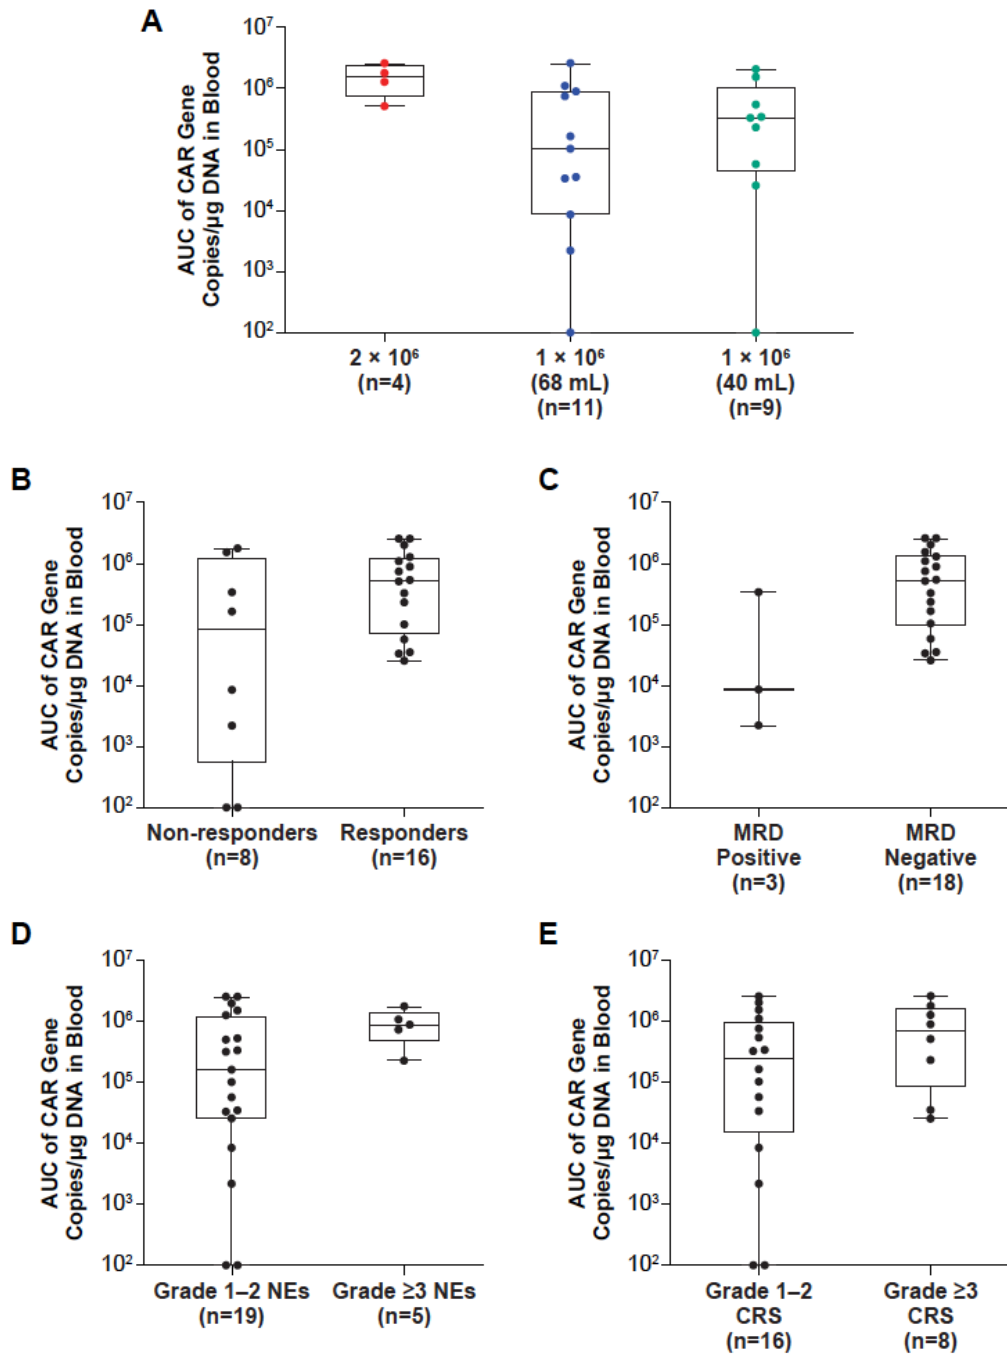 A
AUC of CAR Gene
Copies/µg DNA in Blood
10⁷
10⁶
10⁵
10⁴
10³
10²
2 × 10⁶
(n=4)
1 × 10⁶
(68 mL)
(n=11)
1 × 10⁶
(40 mL)
(n=9)
B
AUC of CAR Gene
Copies/µg DNA in Blood
10⁷
10⁶
10⁵
10⁴
10³
10²
Non-responders
(n=8)
Responders
(n=16)
C
AUC of CAR Gene
Copies/µg DNA in Blood
10⁷
10⁶
10⁵
10⁴
10³
10²
MRD
Positive
(n=3)
MRD
Negative
(n=18)
D
AUC of CAR Gene
Copies/µg DNA in Blood
10⁷
10⁶
10⁵
10⁴
10³
10²
Grade 1–2 NEs
(n=19)
Grade ≥3 NEs
(n=5)
E
AUC of CAR Gene
Copies/µg DNA in Blood
10⁷
10⁶
10⁵
10⁴
10³
10²
Grade 1–2
CRS
(n=16)
Grade ≥3
CRS
(n=8)